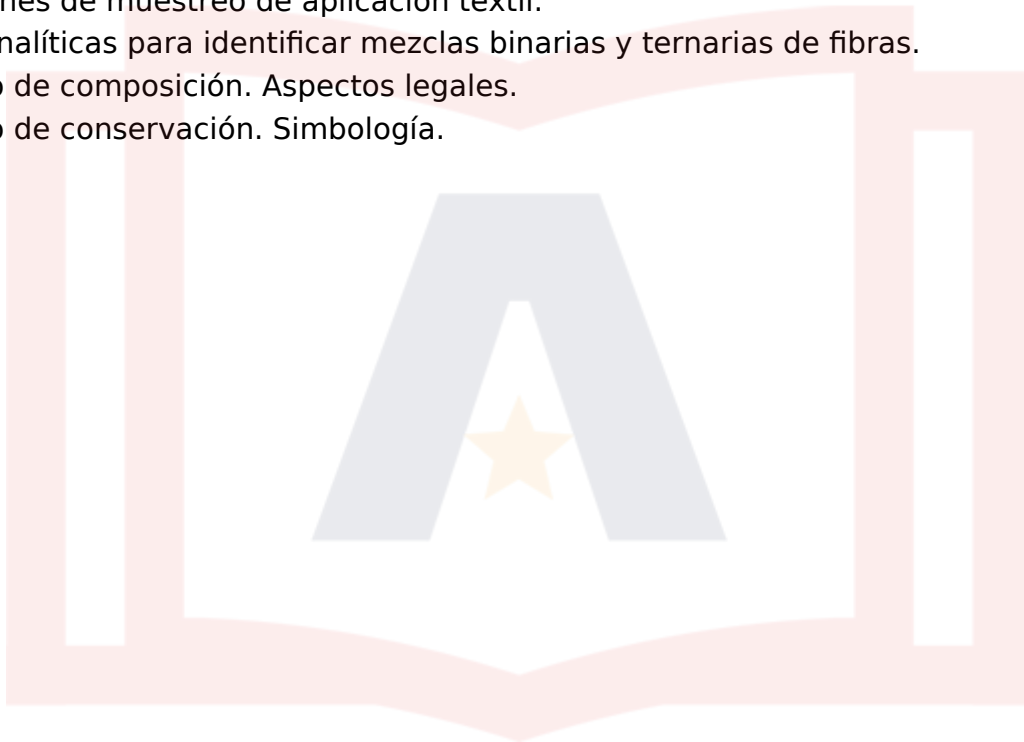 nes de muestreo de aplicación textil.
nalíticas para identificar mezclas binarias y ternarias de fibras.
o de composición. Aspectos legales.
o de conservación. Simbología.